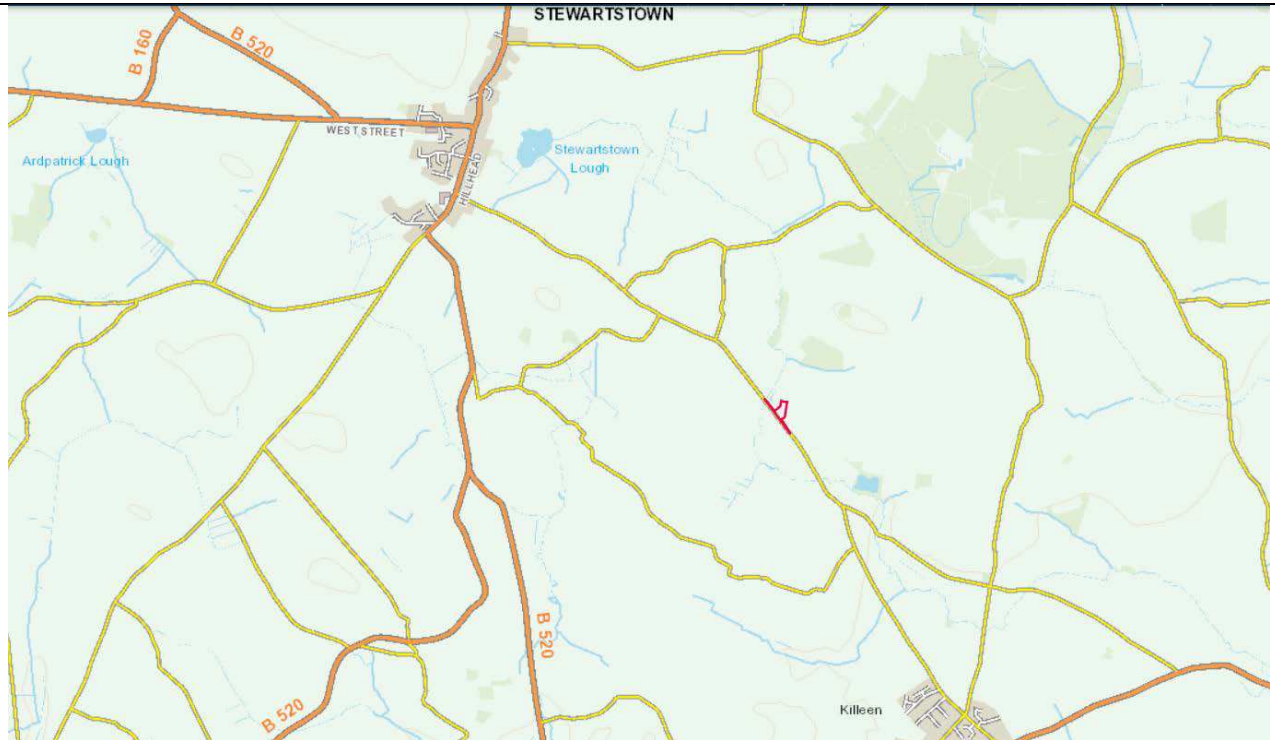 STEWARTSTOWN
B 160
B 520
WEST STREET
HILLHEAD
Ardpatrick Lough
Stewartstown
Lough
B 520
B 520
Killeen